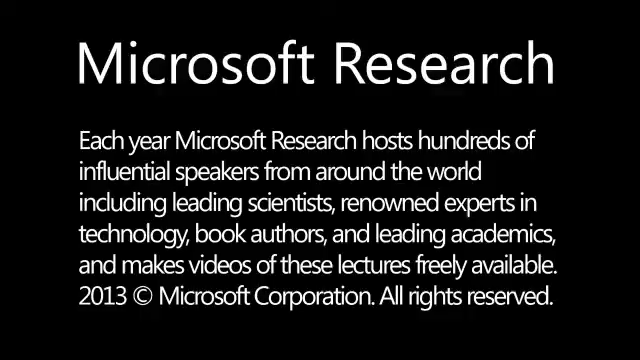 Microsoft Research
Each year Microsoft Research hosts hundreds of
influential speakers from around the world
including leading scientists, renowned experts in
technology, book authors, and leading academics,
and makes videos of these lectures freely available.
2013 © Microsoft Corporation. All rights reserved.